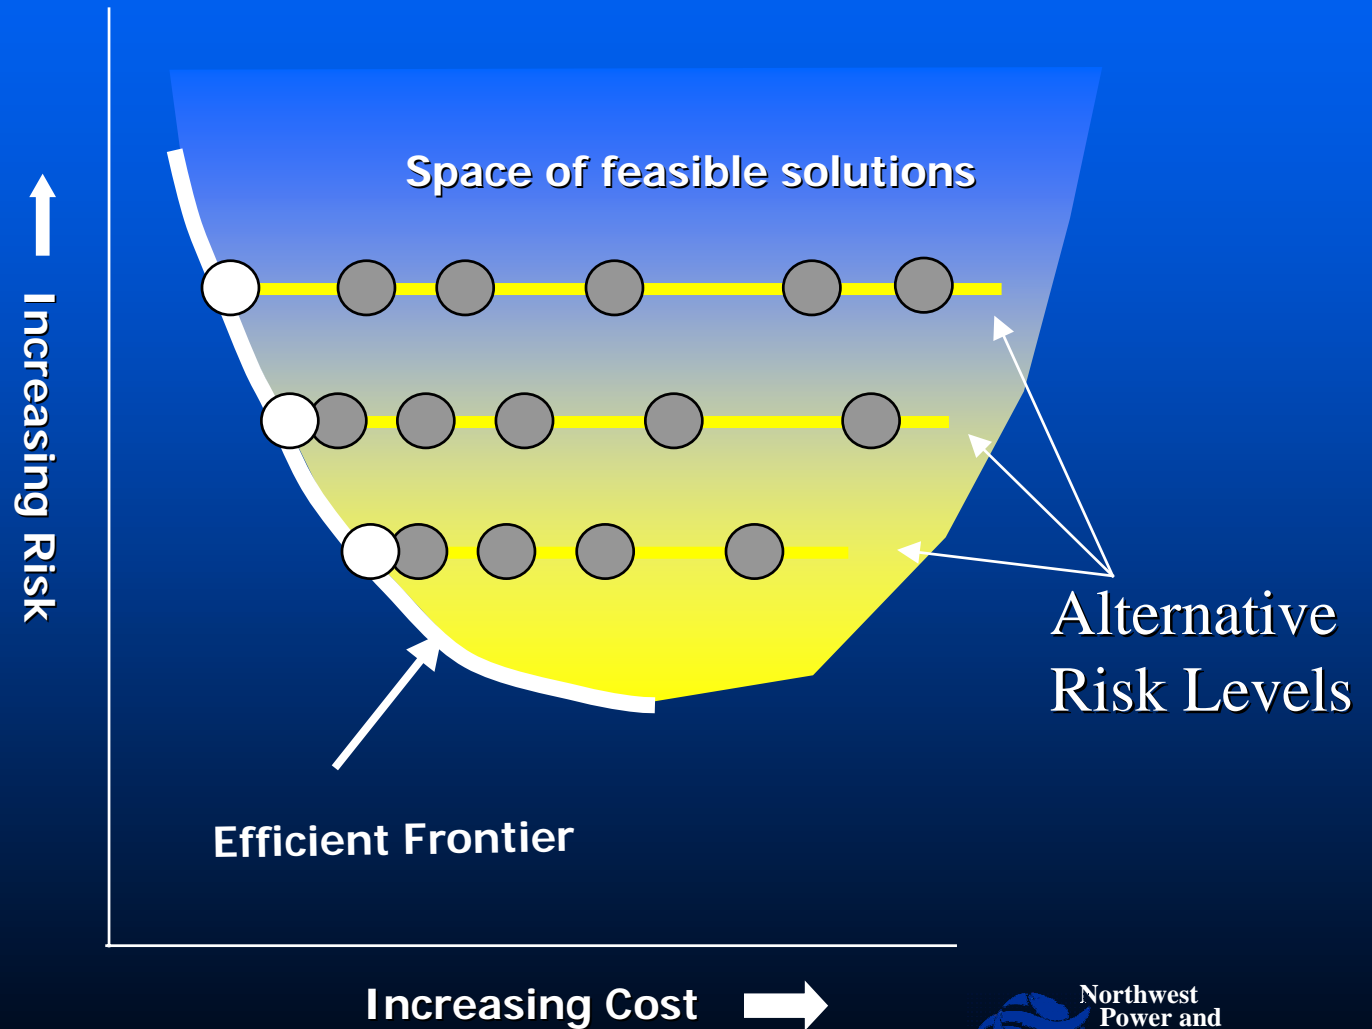 Space of feasible solutions
Increasing Risk
Alternative
Risk Levels
Efficient Frontier
Increasing Cost
Northwest
Power and